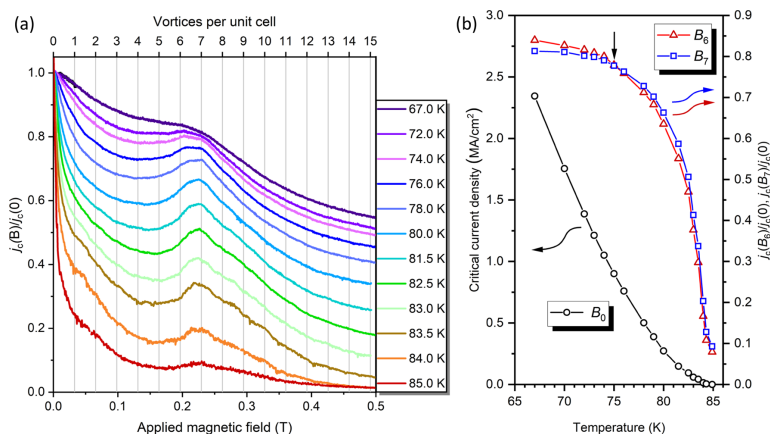 (a)
Vortices per unit cell
0 1 2 3 4 5 6 7 8 9 10 11 12 13 14 15
1.0
0.8
0.6
0.4
0.2
0.0
jc(B)/jc(0)
67.0 K
72.0 K
74.0 K
76.0 K
78.0 K
80.0 K
81.5 K
82.5 K
83.0 K
83.5 K
84.0 K
85.0 K
0.0 0.1 0.2 0.3 0.4 0.5
Applied magnetic field (T)
(b)
3.0
2.5
2.0
1.5
1.0
0.5
0.0
Critical current density (MA/cm²)
B6
B7
B0
0.9
0.8
0.7
0.6
0.5
0.4
0.3
0.2
0.1
0.0
jc(B6)/jc(0), jc(B7)/jc(0)
65 70 75 80 85
Temperature (K)